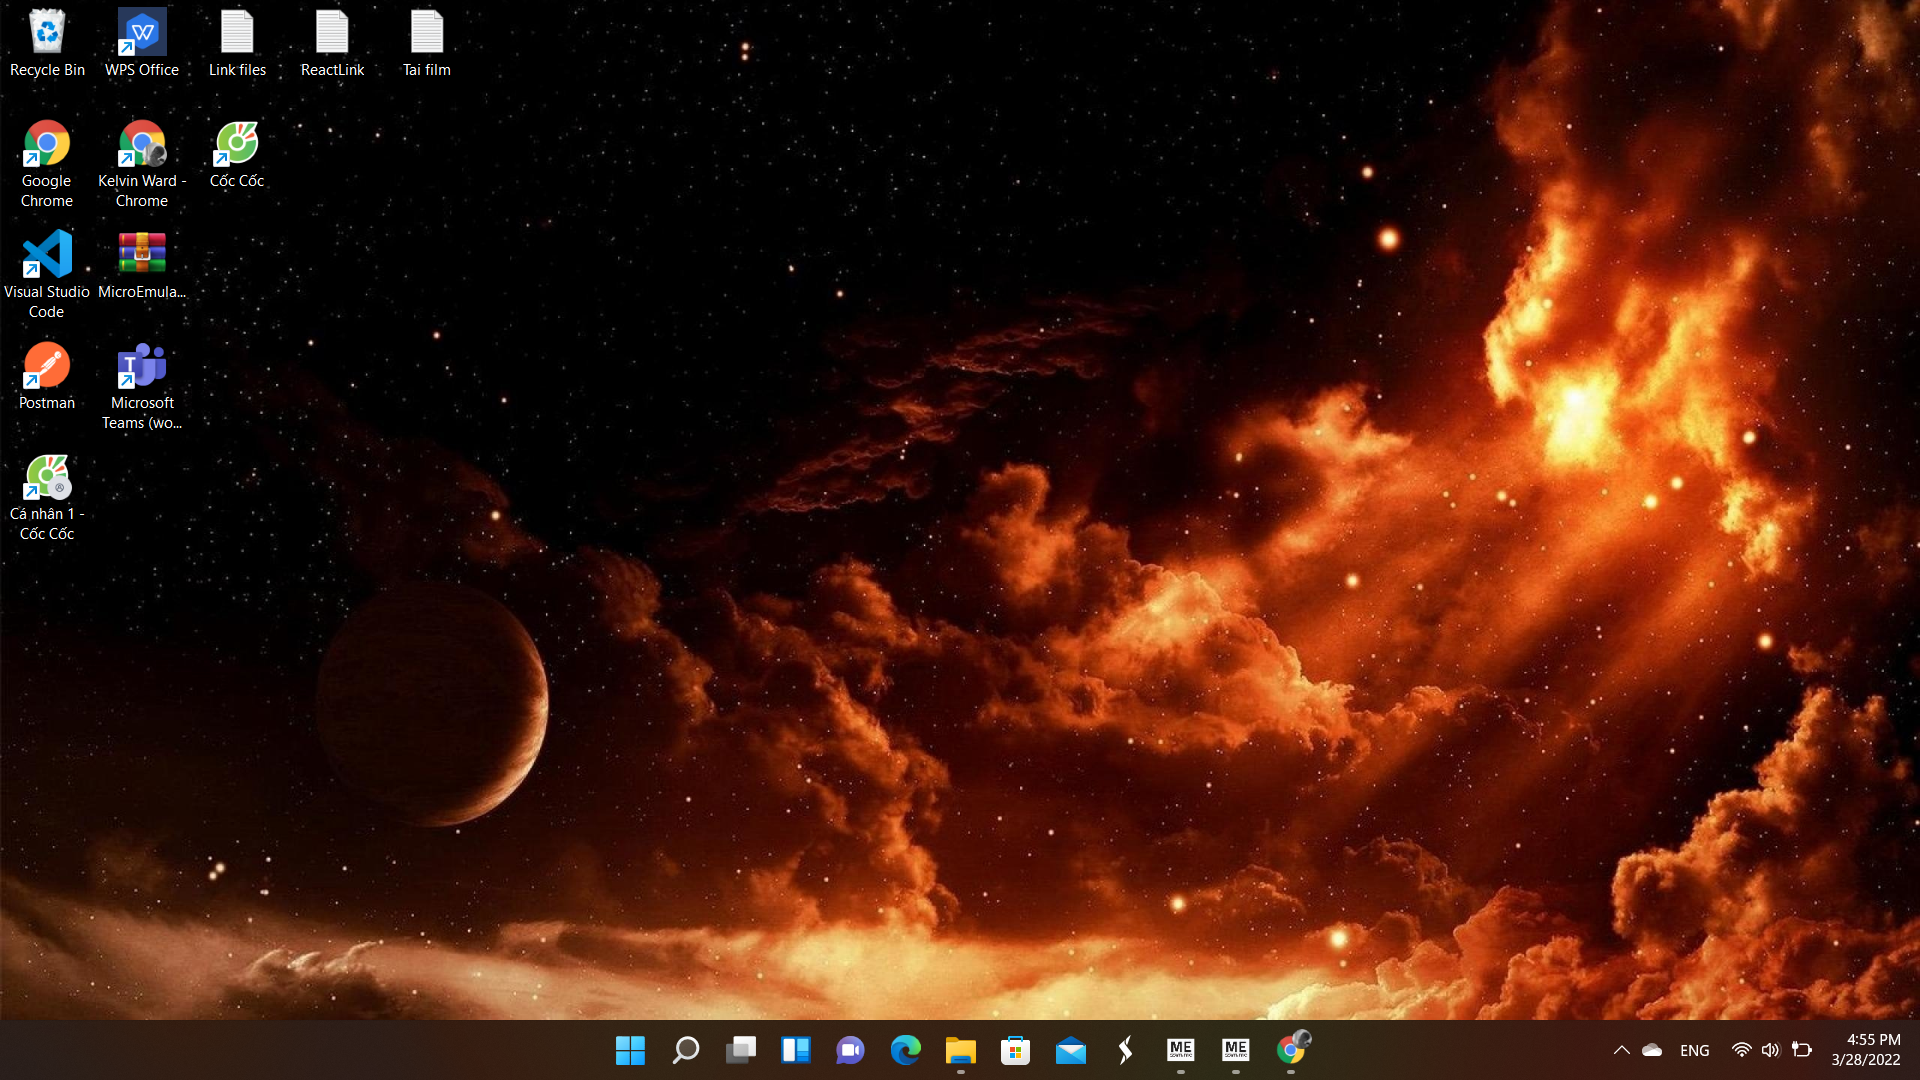 Recycle Bin
WPS Office
Link files
ReactLink
Tai film
Google
Chrome
Kelvin Ward -
Chrome
Cốc Cốc
Visual Studio
Code
MicroEmula...
Postman
T
Microsoft
Teams (wo...
Cá nhân 1 -
Cốc Cốc
ME
ME
ENG
4:55 PM
3/28/2022